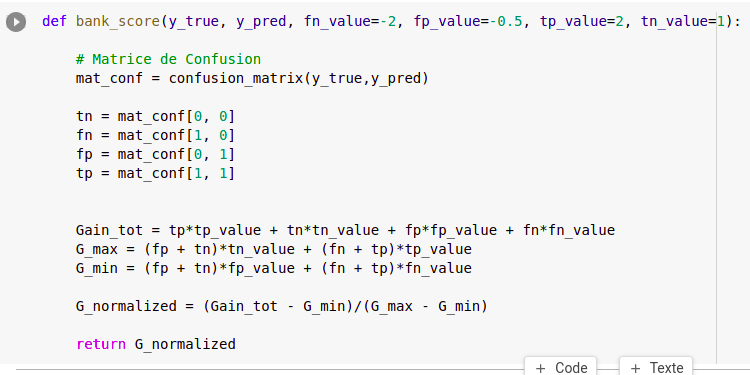 def bank_score(y_true, y_pred, fn_value=-2, fp_value=-0.5, tp_value=2, tn_value=1):
# Matrice de Confusion
mat_conf = confusion_matrix(y_true,y_pred)
tn = mat_conf[0, 0]
fn = mat_conf[1, 0]
fp = mat_conf[0, 1]
tp = mat_conf[1, 1]
Gain_tot = tp*tp_value + tn*tn_value + fp*fp_value + fn*fn_value
G_max = (fp + tn)*tn_value + (fn + tp)*tp_value
G_min = (fp + tn)*fp_value + (fn + tp)*fn_value
G_normalized = (Gain_tot - G_min)/(G_max - G_min)
return G_normalized
+ Code + Texte